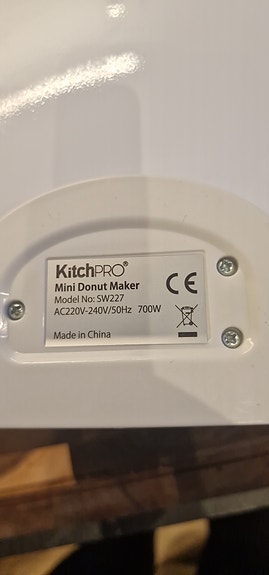 KitchPRO®
Mini Donut Maker
Model No: SW227
AC220V-240V/50Hz 700W
Made in China
CE